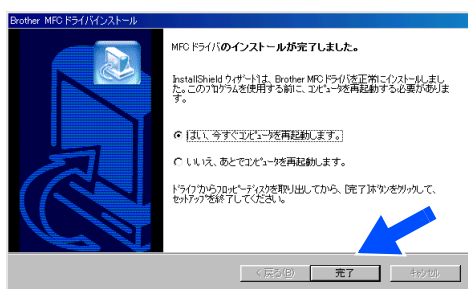 Brother MFCドライバインストール
MFCドライバのインストールが完了しました。
InstallShield ウィザードは、Brother MFCドライバを正常にインストールしまし
た。このプログラムを使用する前に、コンピュータを再起動する必要がありま
す。
はい、今すぐコンピュータを再起動します。
いいえ、あとでコンピュータを再起動します。
ドライブからフロッピーディスクを取り出してから、[完了]ボタンをクリックして、
セットアップを終了してください。
< 戻る(B)
完了
キャンセル